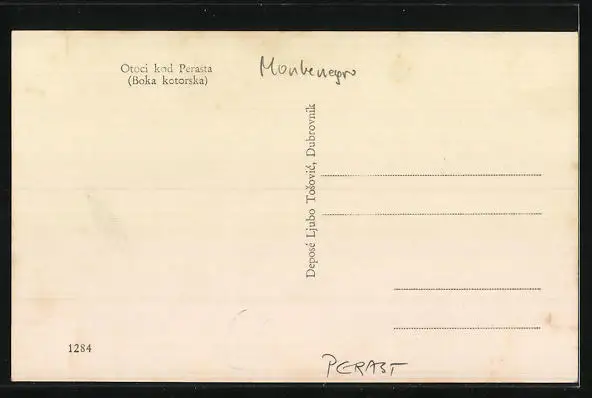 Otoci kod Perasta
(Boka kotorska)
Montenegro
Deposé Ljubo Tošović, Dubrovnik
1284
PERAST